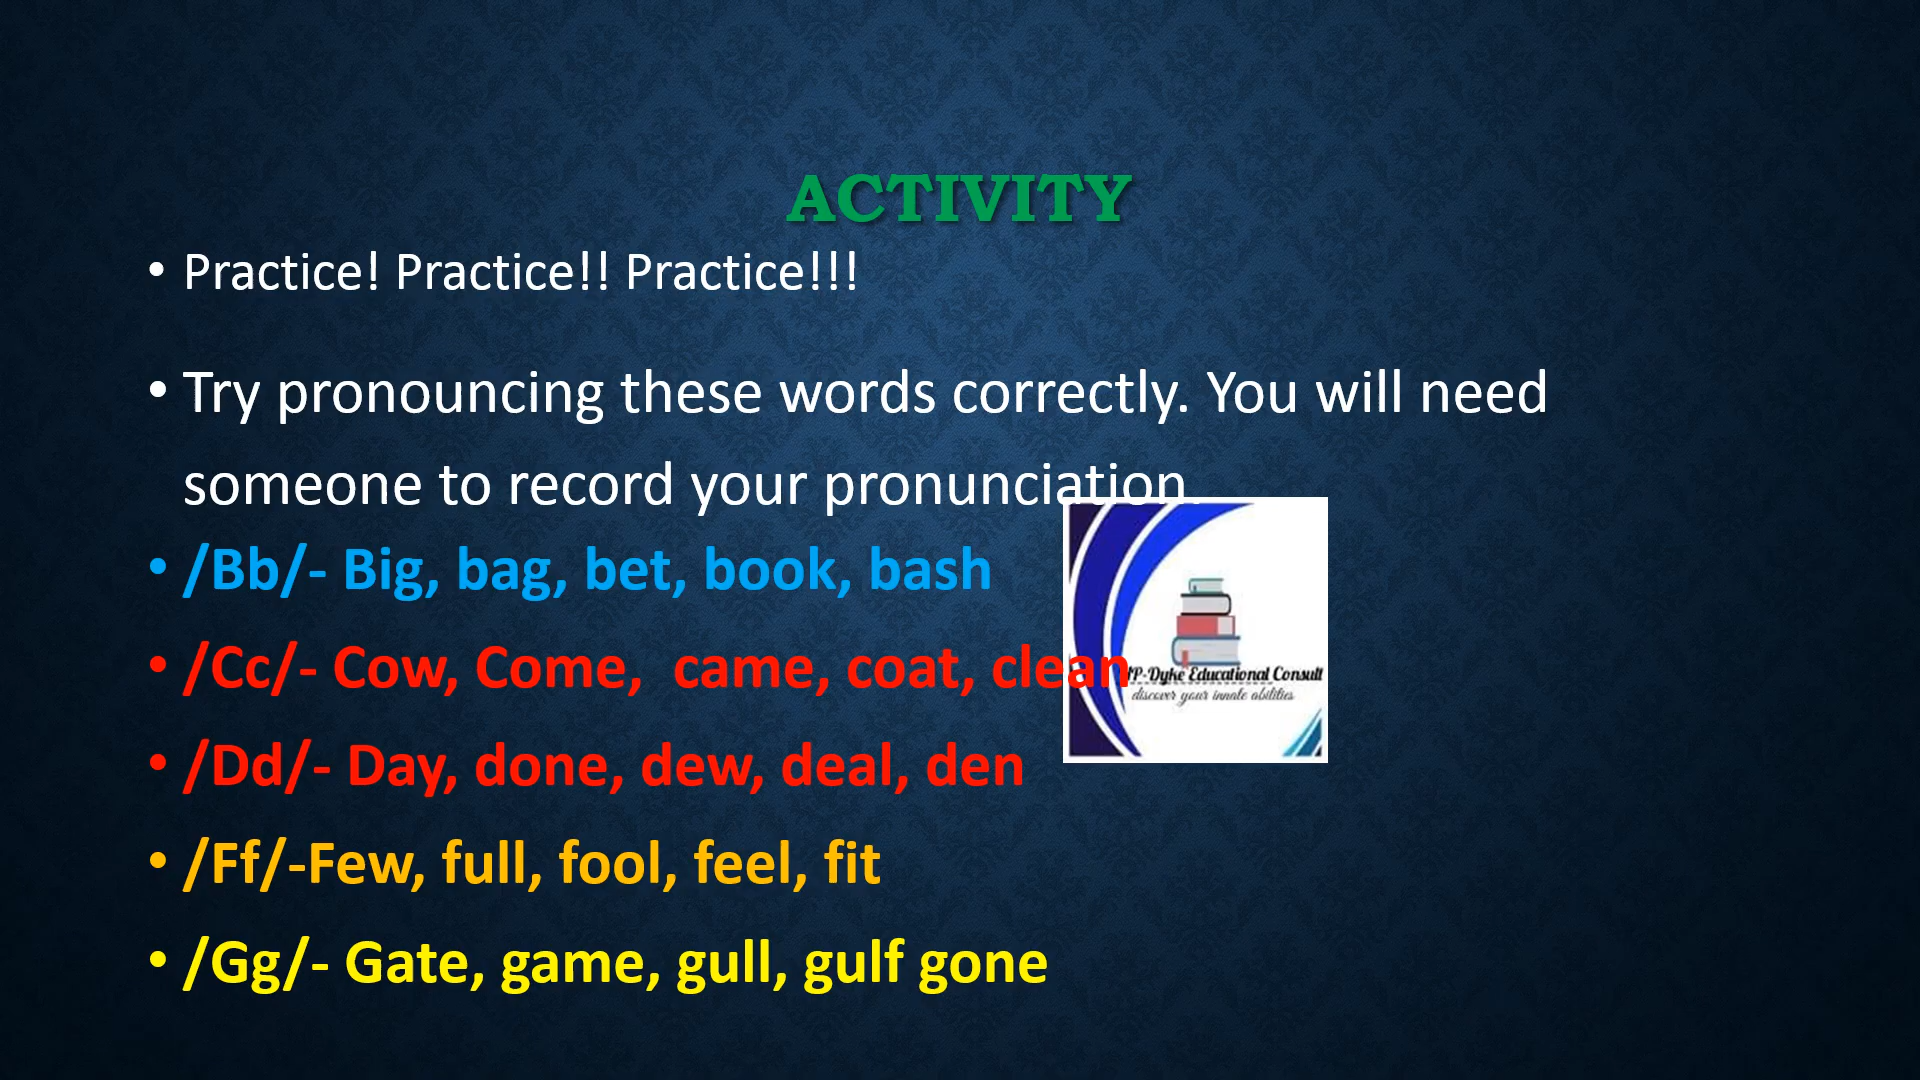 ACTIVITY
• Practice! Practice!! Practice!!!
• Try pronouncing these words correctly. You will need
someone to record your pronunciation.
• /Bb/- Big, bag, bet, book, bash
• /Cc/- Cow, Come, came, coat, clean
• /Dd/- Day, done, dew, deal, den
• /Ff/-Few, full, fool, feel, fit
• /Gg/- Gate, game, gull, gulf gone
Educational Consult
discover your innate abilities